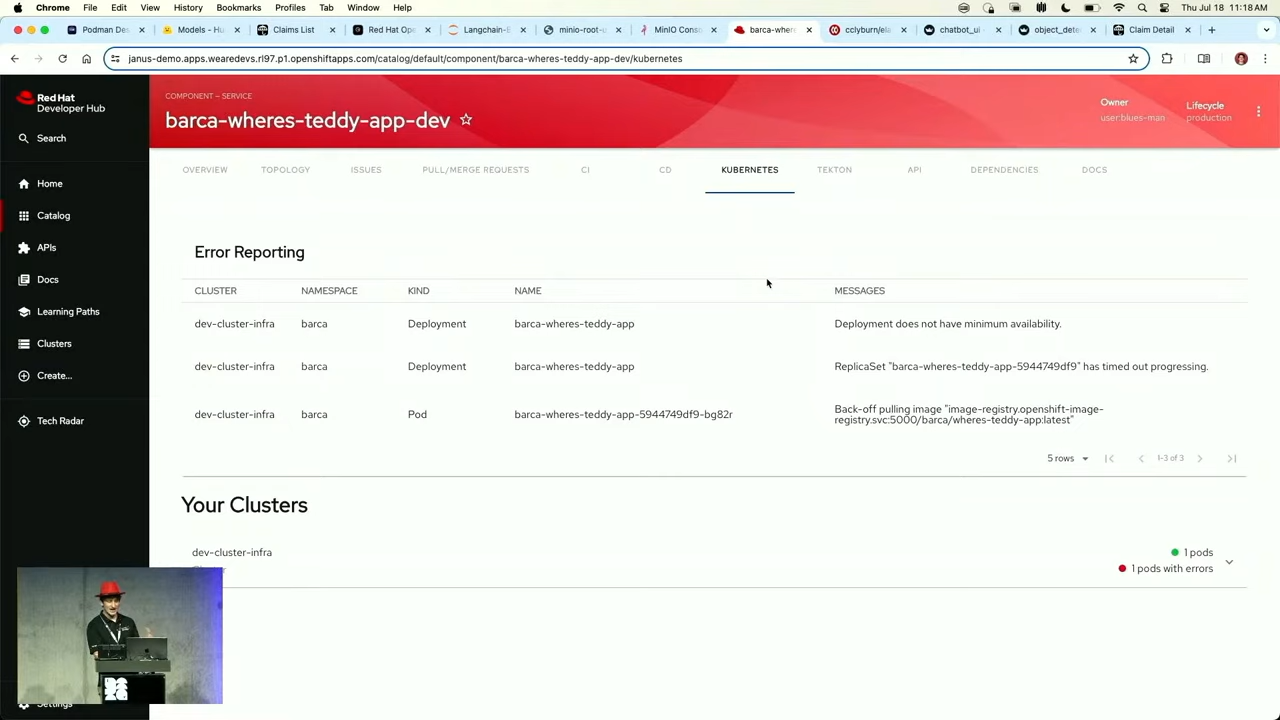 Chrome File Edit View History Bookmarks Profiles Tab Window Help Thu Jul 18 11:18 AM
Podman Des Models - Hu Claims List Red Hat Ope Langchain-E minio-root-u MinIO Consa barca-where cclyburn/ela chatbot_ui object_dete Claim Detail
janus-demo.apps.wearedevs.rl97.p1.openshiftapps.com/catalog/default/component/barca-wheres-teddy-app-dev/kubernetes
Red Hat
Developer Hub
Search
Home
Catalog
APIs
Docs
Learning Paths
Clusters
Create...
Tech Radar
Settings
COMPONENT — SERVICE
barca-wheres-teddy-app-dev
Owner
user:blues-man
Lifecycle
production
OVERVIEW TOPOLOGY ISSUES PULL/MERGE REQUESTS CI CD KUBERNETES TEKTON API DEPENDENCIES DOCS
Error Reporting
CLUSTER NAMESPACE KIND NAME MESSAGES
dev-cluster-infra barca Deployment barca-wheres-teddy-app Deployment does not have minimum availability.
dev-cluster-infra barca Deployment barca-wheres-teddy-app ReplicaSet "barca-wheres-teddy-app-5944749df9" has timed out progressing.
dev-cluster-infra barca Pod barca-wheres-teddy-app-5944749df9-bg82r Back-off pulling image "image-registry.openshift-image-
registry.svc:5000/barca/wheres-teddy-app:latest"
5 rows 1-3 of 3
Your Clusters
dev-cluster-infra
1 pods
1 pods with errors